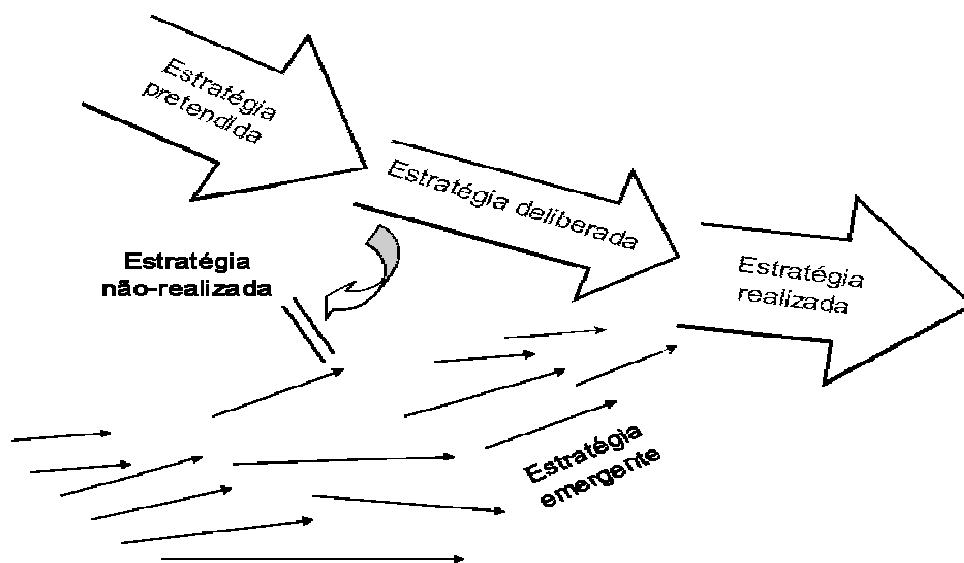 Estratégia
pretendida
Estratégia deliberada
Estratégia
não-realizada
Estratégia
realizada
Estratégia
emergente